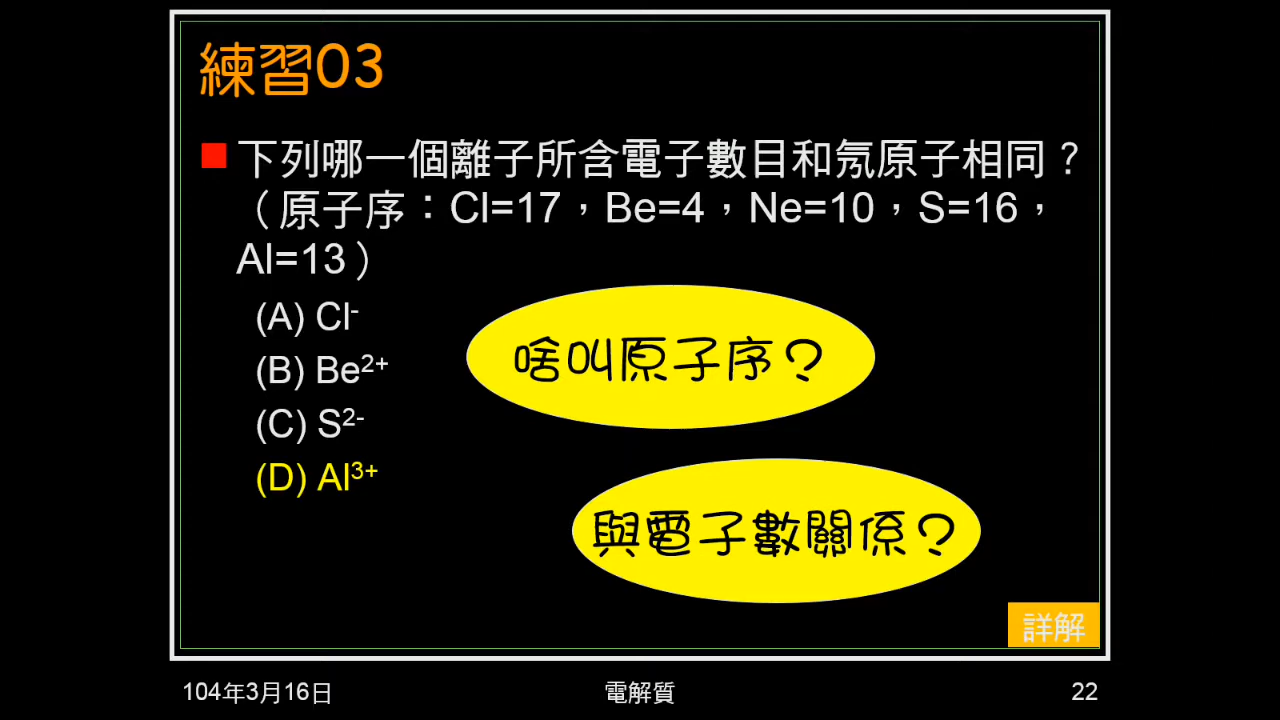 練習03
下列哪一個離子所含電子數目和氖原子相同？
（原子序：Cl=17，Be=4，Ne=10，S=16，
Al=13）
(A) Cl⁻
(B) Be²⁺
(C) S²⁻
(D) Al³⁺
啥叫原子序？
與電子數關係？
詳解
104年3月16日
電解質
22